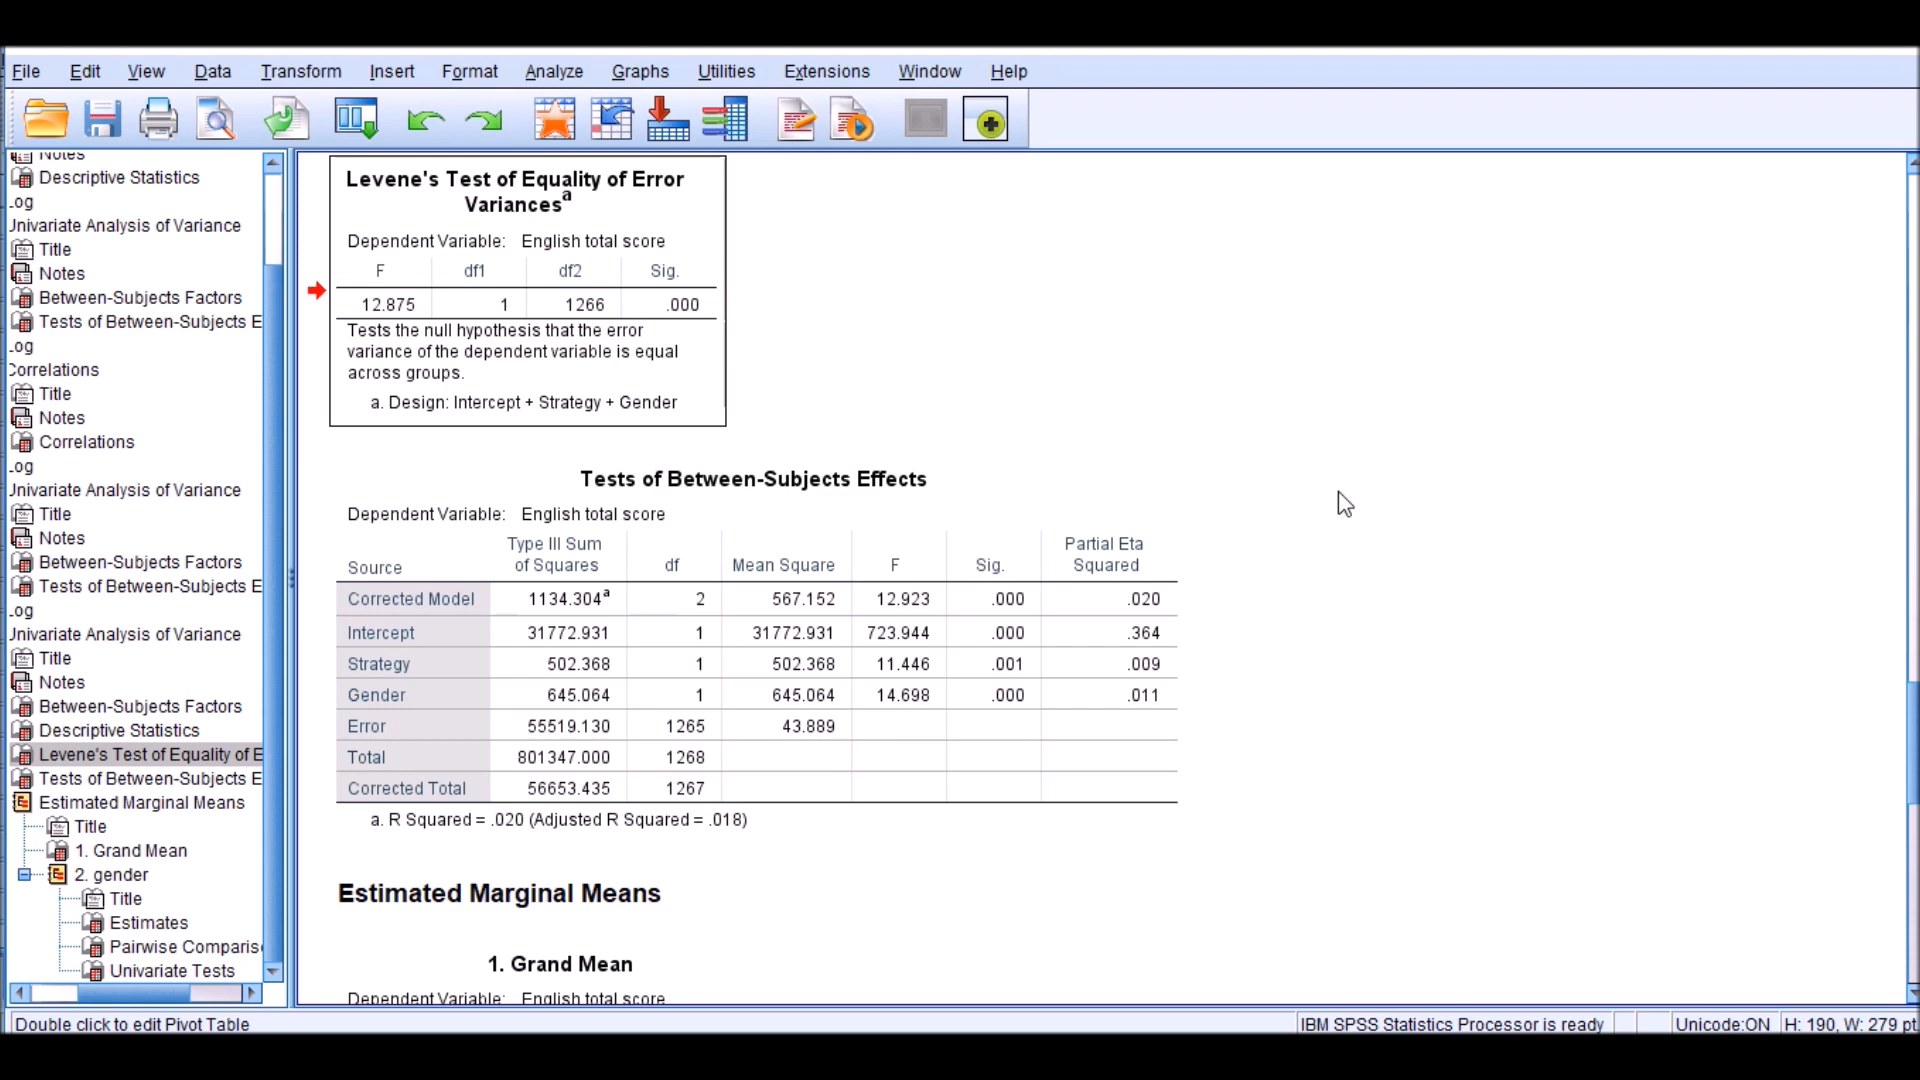 File Edit View Data Transform Insert Format Analyze Graphs Utilities Extensions Window Help
Notes
Descriptive Statistics
.og
Jnivariate Analysis of Variance
Title
Notes
Between-Subjects Factors
Tests of Between-Subjects E
.og
Correlations
Title
Notes
Correlations
.og
Jnivariate Analysis of Variance
Title
Notes
Between-Subjects Factors
Tests of Between-Subjects E
.og
Jnivariate Analysis of Variance
Title
Notes
Between-Subjects Factors
Descriptive Statistics
Levene's Test of Equality of E
Tests of Between-Subjects E
Estimated Marginal Means
Title
1. Grand Mean
2. gender
Title
Estimates
Pairwise Comparis
Univariate Tests
Levene's Test of Equality of Error
Variancesa
Dependent Variable: English total score
F df1 df2 Sig.
12.875 1 1266 .000
Tests the null hypothesis that the error
variance of the dependent variable is equal
across groups.
a. Design: Intercept + Strategy + Gender
Tests of Between-Subjects Effects
Dependent Variable: English total score
Source Type III Sum of Squares df Mean Square F Sig. Partial Eta Squared
Corrected Model 1134.304a 2 567.152 12.923 .000 .020
Intercept 31772.931 1 31772.931 723.944 .000 .364
Strategy 502.368 1 502.368 11.446 .001 .009
Gender 645.064 1 645.064 14.698 .000 .011
Error 55519.130 1265 43.889
Total 801347.000 1268
Corrected Total 56653.435 1267
a. R Squared = .020 (Adjusted R Squared = .018)
Estimated Marginal Means
1. Grand Mean
Dependent Variable: English total score
Double click to edit Pivot Table IBM SPSS Statistics Processor is ready Unicode:ON H: 190, W: 279 pt